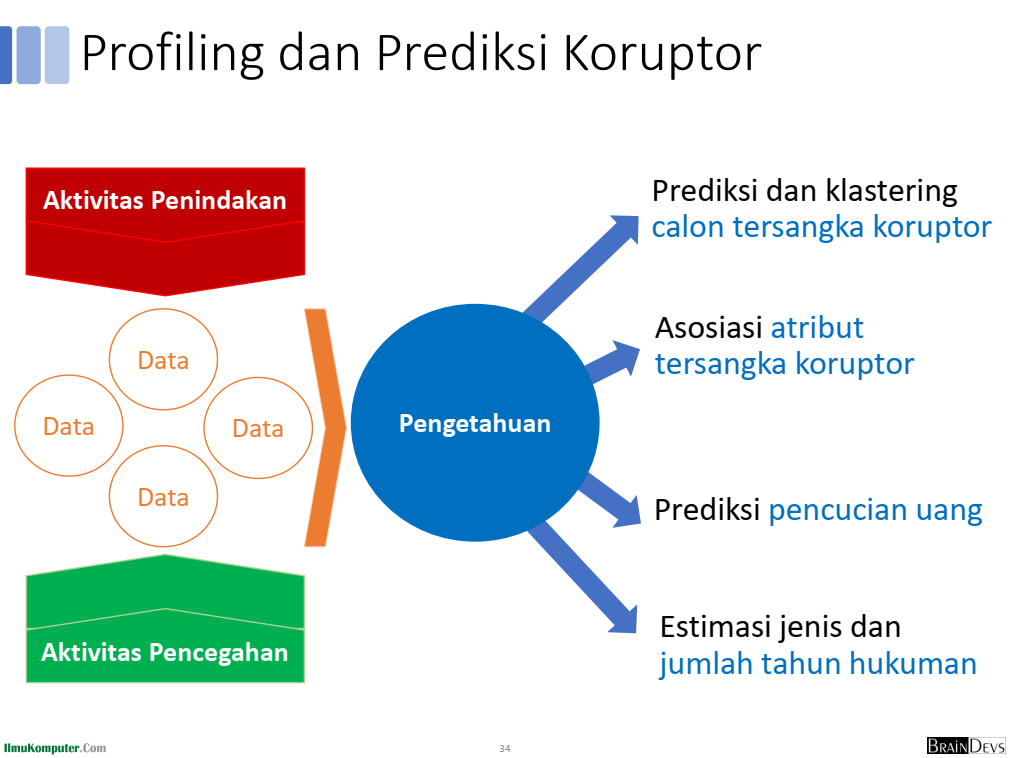 Profiling dan Prediksi Koruptor
Aktivitas Penindakan
Data
Data
Data
Data
Aktivitas Pencegahan
Pengetahuan
Prediksi dan klastering
calon tersangka koruptor
Asosiasi atribut
tersangka koruptor
Prediksi pencucian uang
Estimasi jenis dan
jumlah tahun hukuman
IlmuKomputer.Com
34
BRAINDEVS